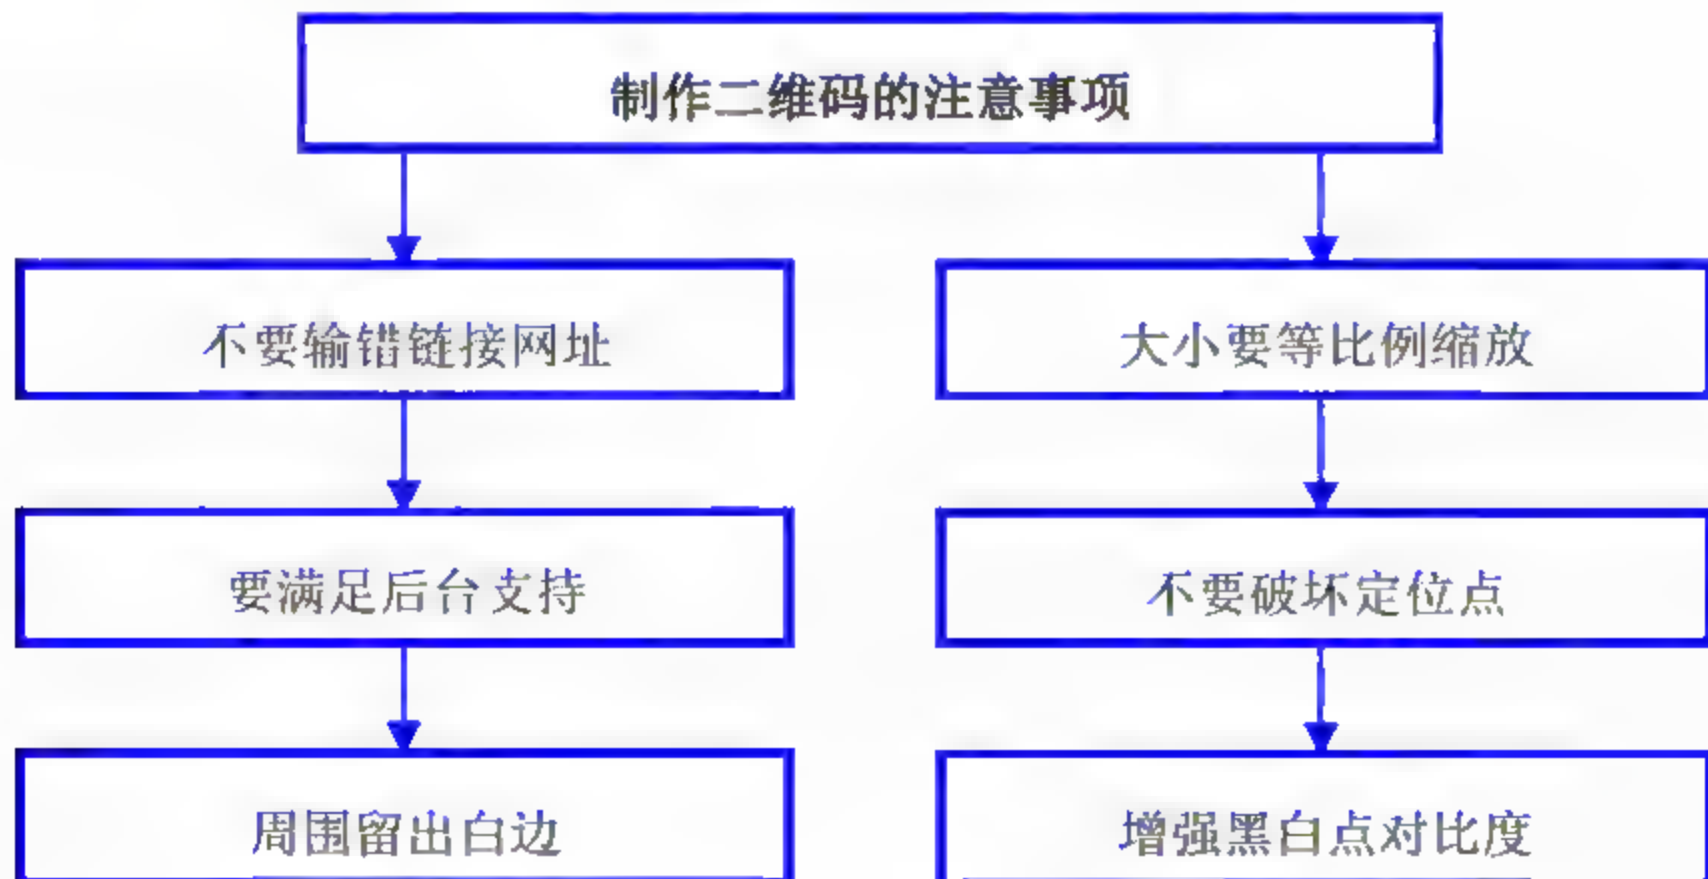 制作二维码的注意事项
不要输错链接网址
大小要等比例缩放
要满足后台支持
不要破坏定位点
周围留出白边
增强黑白点对比度